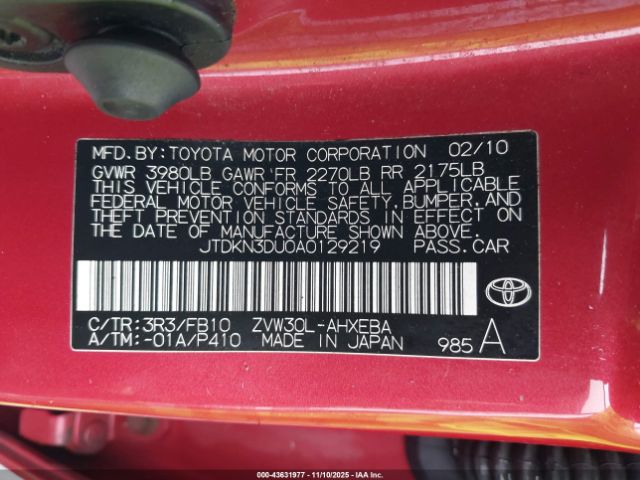 MFD. BY: TOYOTA MOTOR CORPORATION 02/10
GVWR 3980LB GAWR FR 2270LB RR 2175LB
THIS VEHICLE CONFORMS TO ALL APPLICABLE
FEDERAL MOTOR VEHICLE SAFETY, BUMPER, AND
THEFT PREVENTION STANDARDS IN EFFECT ON
THE DATE OF MANUFACTURE SHOWN ABOVE.
JTDKN3DU0A0129219 PASS. CAR
C/TR: 3R3/FB10 ZVW30L-AHXEBA
A/TM: -01A/P410 MADE IN JAPAN 985 A
000-43631977 — 11/10/2025 — IAAI, Inc.